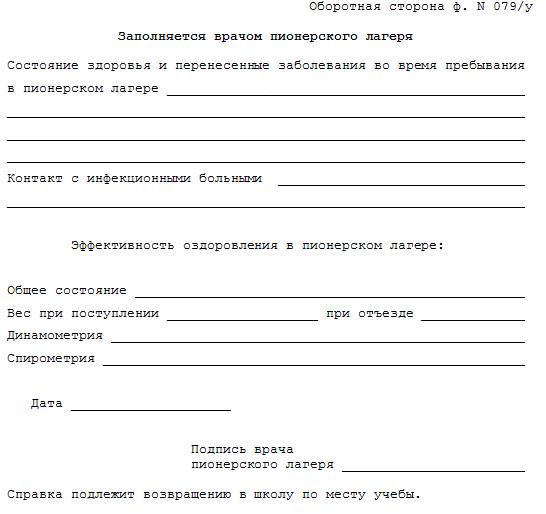 Оборотная сторона ф. N 079/у
Заполняется врачом пионерского лагеря
Состояние здоровья и перенесенные заболевания во время пребывания
в пионерском лагере
Контакт с инфекционными больными
Эффективность оздоровления в пионерском лагере:
Общее состояние
Вес при поступлении при отъезде
Динамометрия
Спирометрия
Дата
Подпись врача
пионерского лагеря
Справка подлежит возвращению в школу по месту учебы.